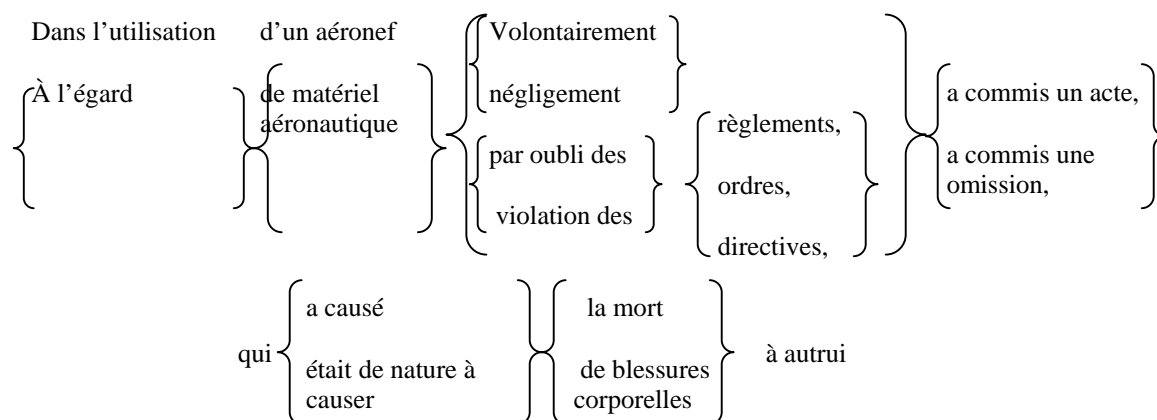 Dans l’utilisation
À l’égard
d’un aéronef
de matériel
aéronautique
Volontairement
négligement
par oubli des
violation des
règlements,
ordres,
directives,
a commis un acte,
a commis une
omission,
qui
a causé
était de nature à
causer
la mort
de blessures
corporelles
à autrui